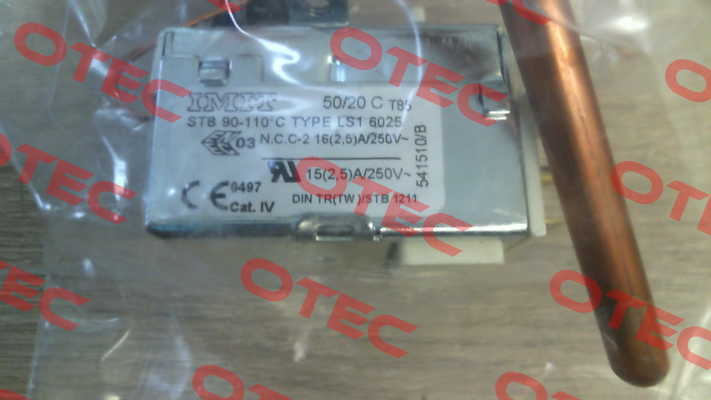 IMIT 50/20 C T85
STB 90-110°C TYPE LS1 6025
03 N.C.C-2 16(2,5)A/250V~
15(2,5)A/250V~
CE 0497
Cat. IV
DIN TR(TW)/STB 1211
541510/B
OTEC
OTEC
OTEC
OTEC
OTEC
OTEC
OTEC
OTEC
OTEC
OTEC